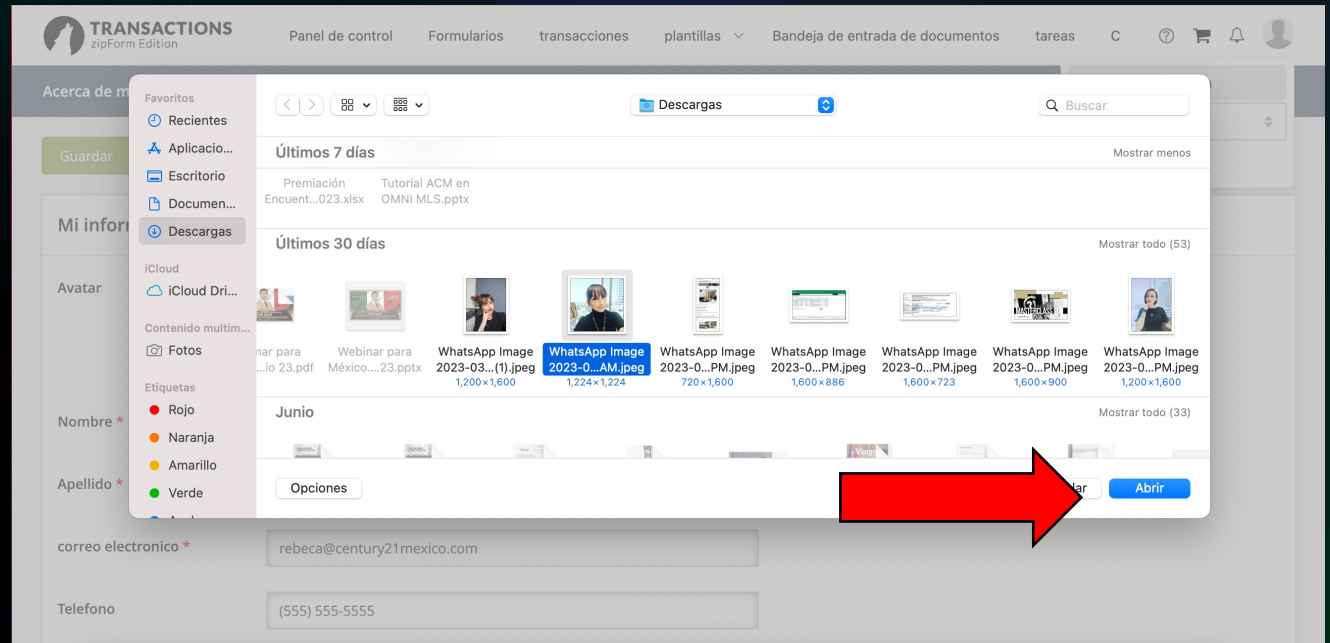 TRANSACTIONS
zipForm Edition
Panel de control Formularios transacciones plantillas Bandeja de entrada de documentos tareas C
Acerca de m
Guardar
Mi infor
Avatar
Nombre *
Apellido *
correo electronico *
rebeca@century21mexico.com
Telefono
(555) 555-5555
Favoritos
Recientes
Aplicacio...
Escritorio
Documen...
Descargas
iCloud
iCloud Dri...
Contenido multim...
Fotos
Etiquetas
Rojo
Naranja
Amarillo
Verde
Descargas
Buscar
Últimos 7 días
Mostrar menos
Premiación
Encuent...023.xlsx
Tutorial ACM en
OMNI MLS.pptx
Últimos 30 días
Mostrar todo (53)
nar para
...io 23.pdf
Webinar para
México....23.pptx
WhatsApp Image
2023-03...(1).jpeg
1,200×1,600
WhatsApp Image
2023-0...AM.jpeg
1,224×1,224
WhatsApp Image
2023-0...PM.jpeg
720×1,600
WhatsApp Image
2023-0...PM.jpeg
1,600×886
WhatsApp Image
2023-0...PM.jpeg
1,600×723
MASTERCLASS
WhatsApp Image
2023-0...PM.jpeg
1,600×900
WhatsApp Image
2023-0...PM.jpeg
1,200×1,600
Junio
Mostrar todo (33)
Opciones
lar
Abrir